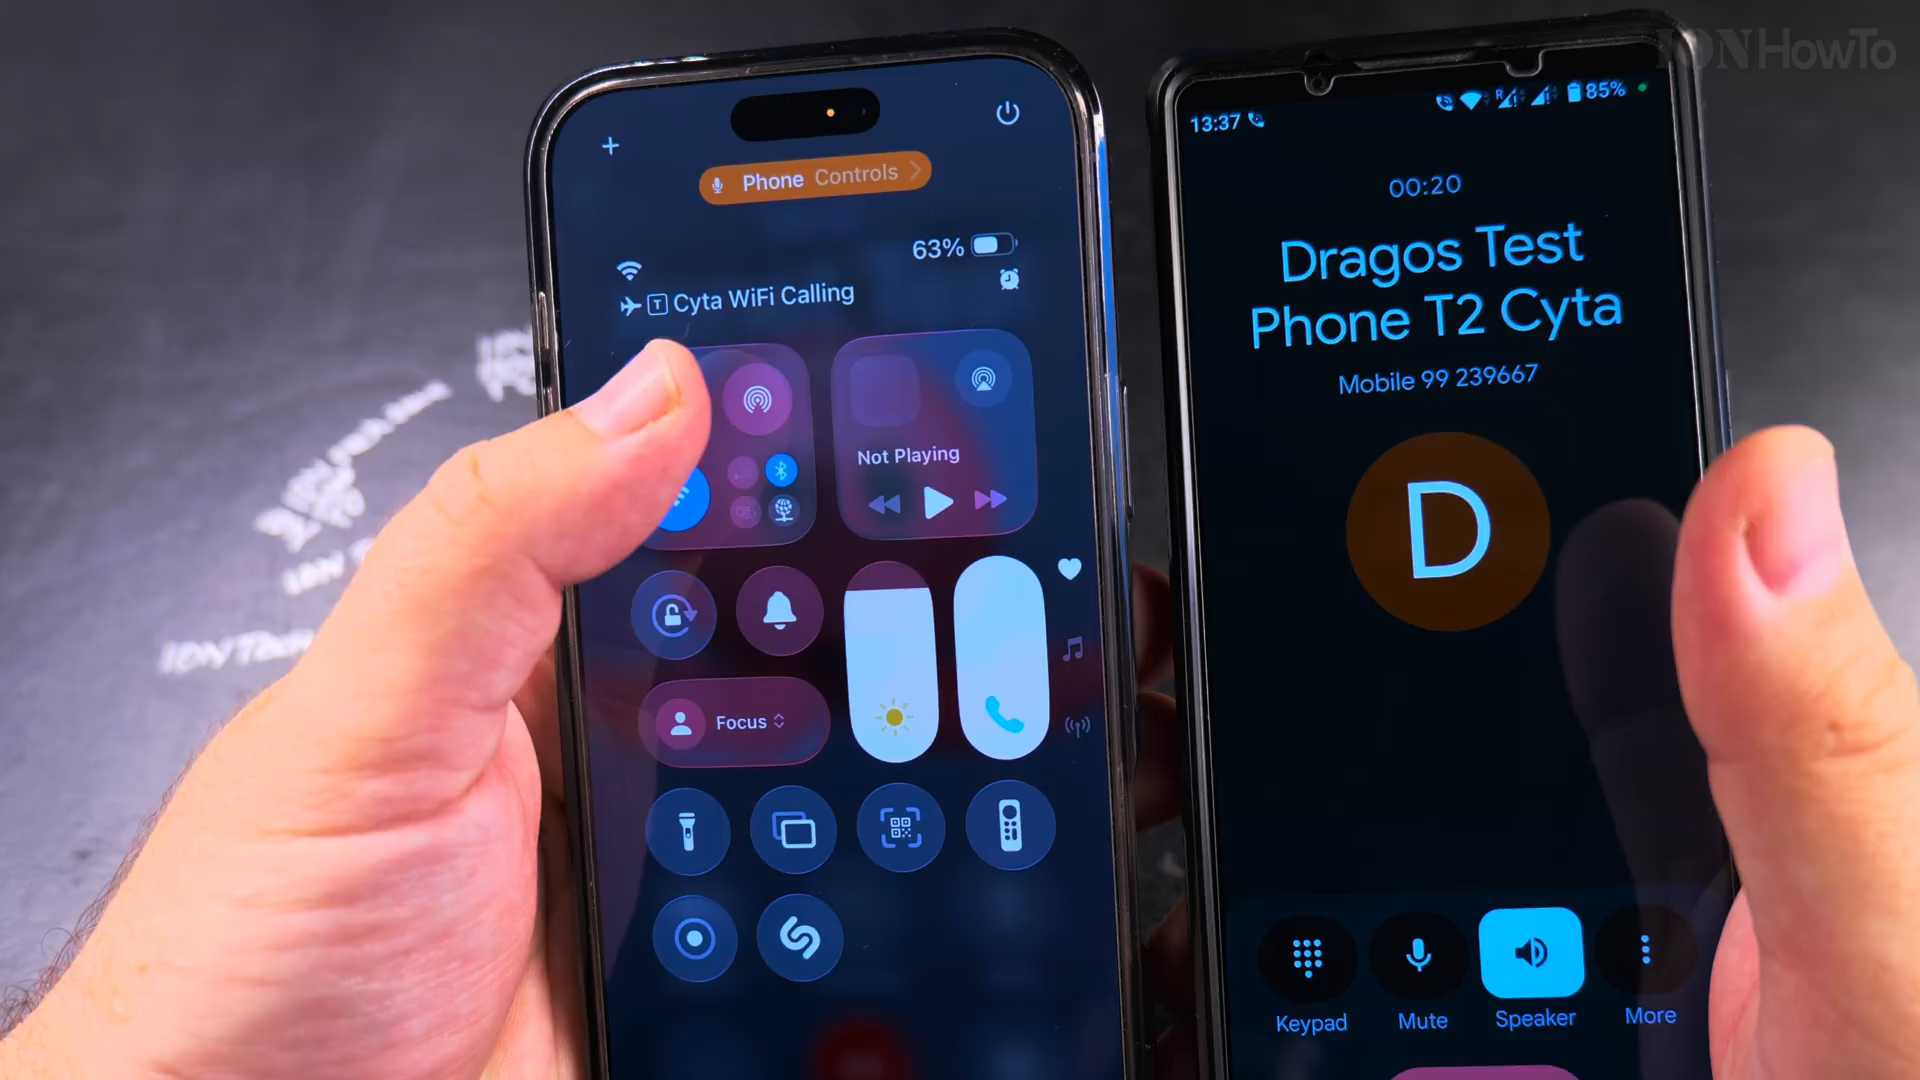 IONHowTo
Phone Controls
63%
T Cyta WiFi Calling
Not Playing
Focus
13:37
R
85%
00:20
Dragos Test
Phone T2 Cyta
Mobile 99 239667
D
Keypad
Mute
Speaker
More